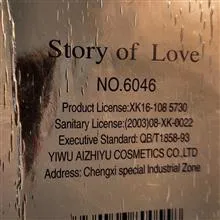 Story of Love
NO.6046
Product License:XK16-108 5730
Sanitary License:(2003)08-XK-0022
Executive Standard: QB/T1858-93
YIWU AIZHIYU COSMETICS CO.,LTD
Address: Chengxi special Industrial Zone